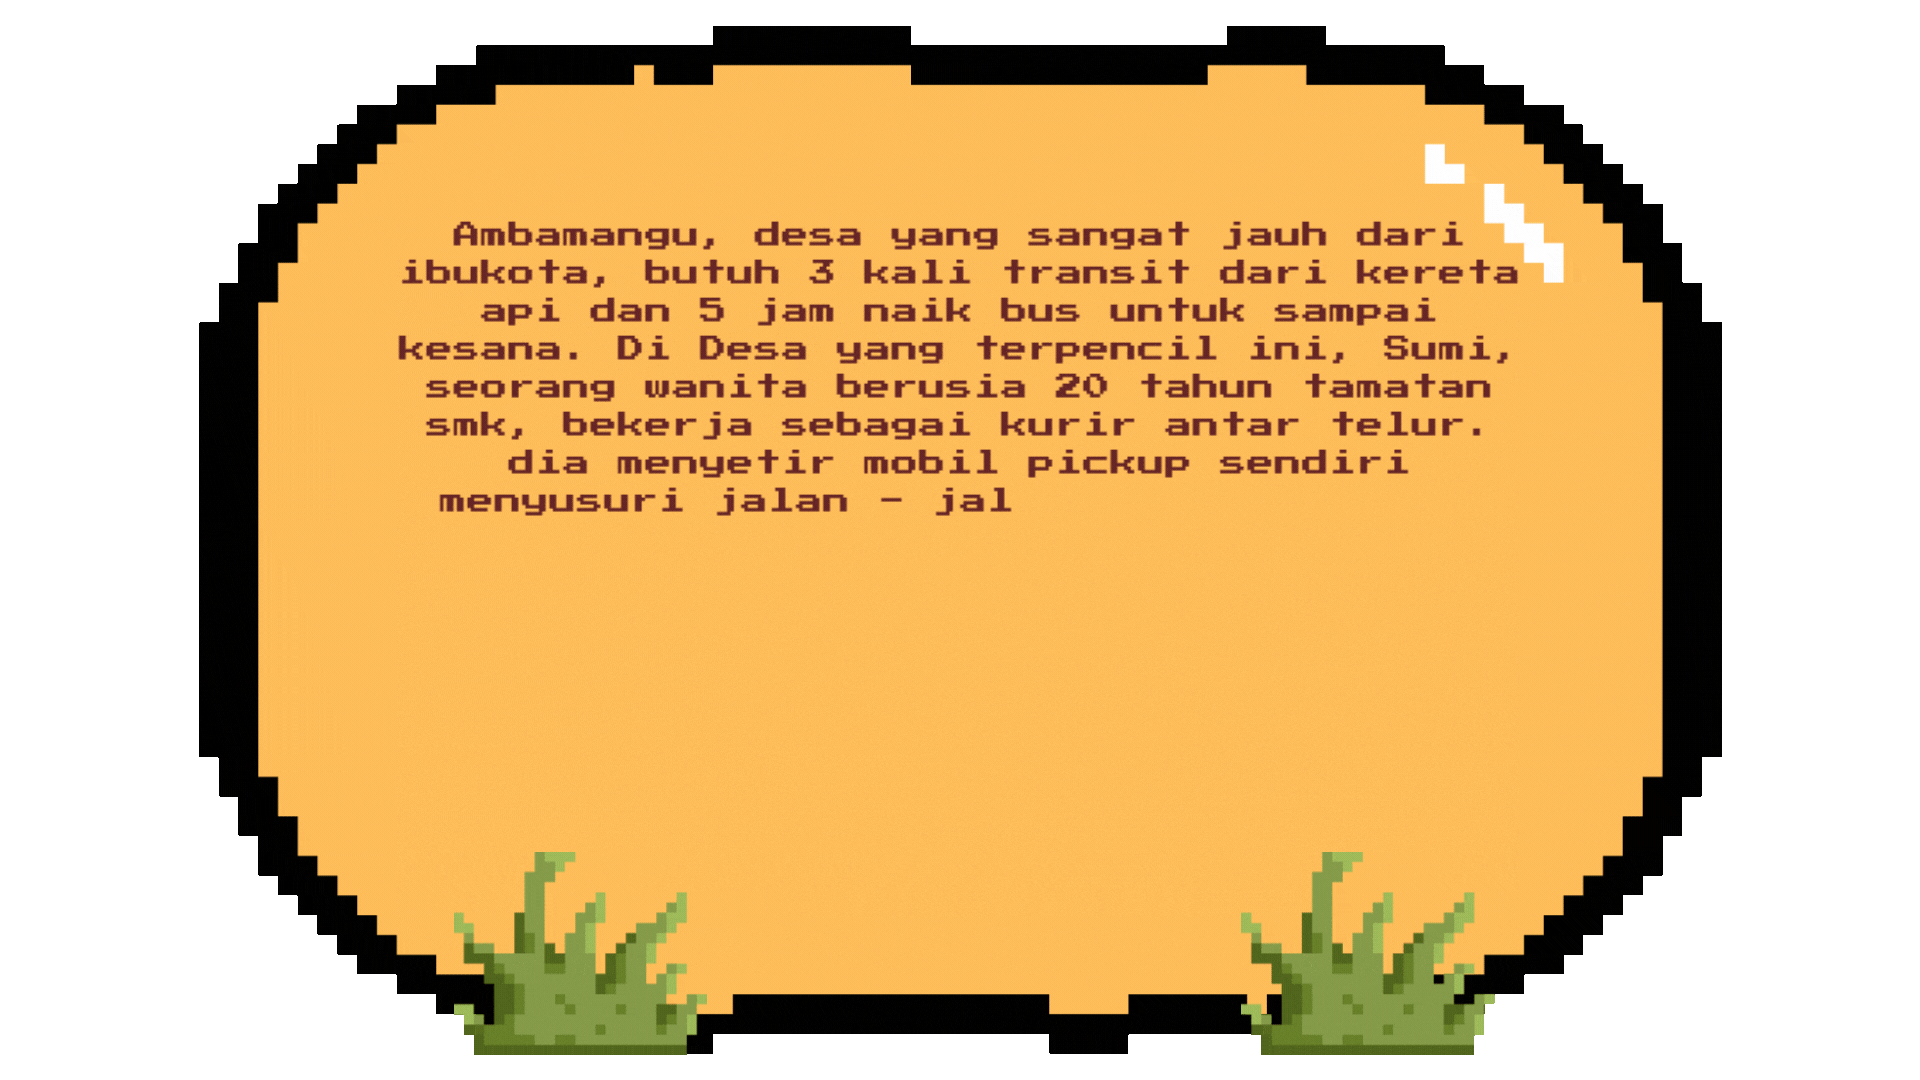 Ambamangu, desa yang sangat jauh dari
ibukota, butuh 3 kali transit dari kereta
api dan 5 jam naik bus untuk sampai
kesana. Di Desa yang terpencil ini, Sumi,
seorang wanita berusia 20 tahun tamatan
smk, bekerja sebagai kurir antar telur.
dia menyetir mobil pickup sendiri
menyusuri jalan - jal